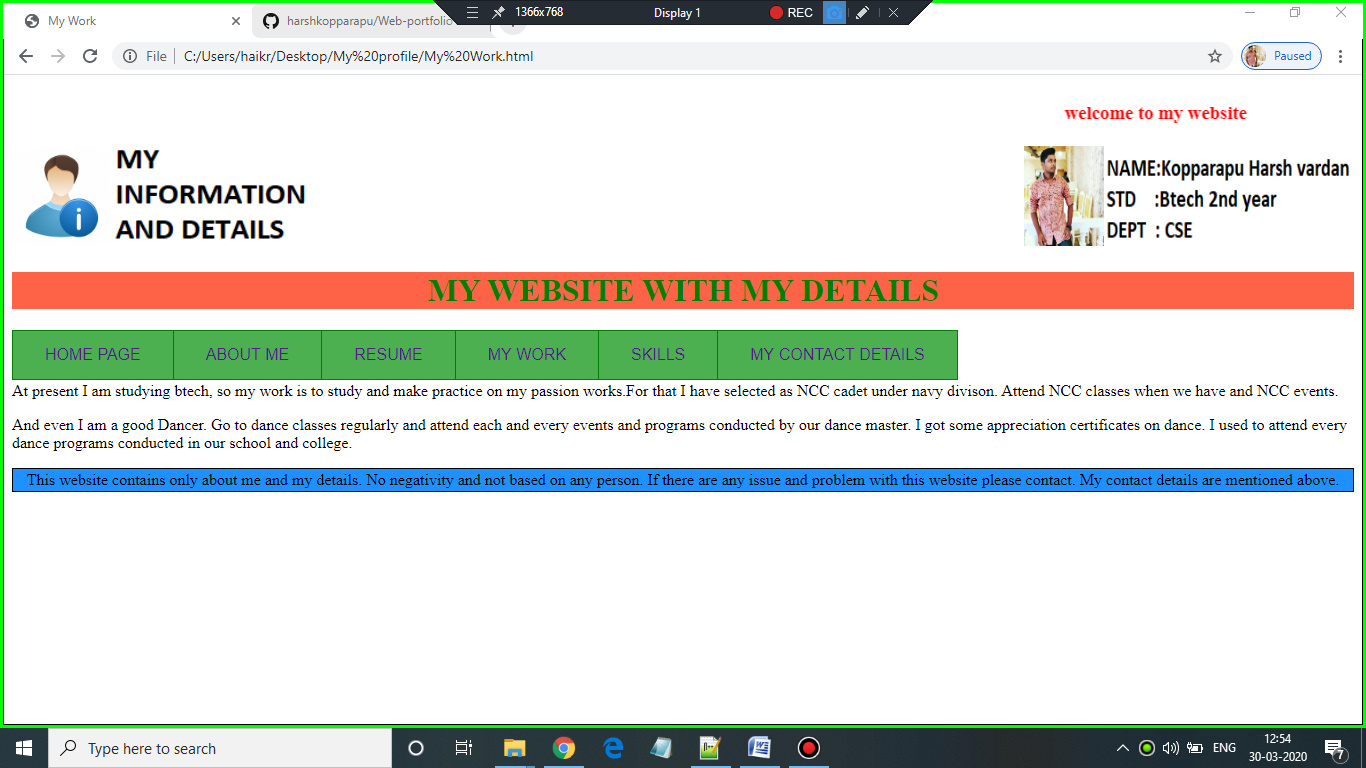 1366x768 Display 1 REC
My Work harshkopparapu/Web-portfolio
File C:/Users/haikr/Desktop/My%20profile/My%20Work.html Paused
welcome to my website
MY
INFORMATION
AND DETAILS
NAME:Kopparapu Harsh vardan
STD :Btech 2nd year
DEPT : CSE
MY WEBSITE WITH MY DETAILS
HOME PAGE ABOUT ME RESUME MY WORK SKILLS MY CONTACT DETAILS
At present I am studying btech, so my work is to study and make practice on my passion works.For that I have selected as NCC cadet under navy divison. Attend NCC classes when we have and NCC events.
And even I am a good Dancer. Go to dance classes regularly and attend each and every events and programs conducted by our dance master. I got some appreciation certificates on dance. I used to attend every
dance programs conducted in our school and college.
This website contains only about me and my details. No negativity and not based on any person. If there are any issue and problem with this website please contact. My contact details are mentioned above.
Type here to search
ENG
12:54
30-03-2020
7